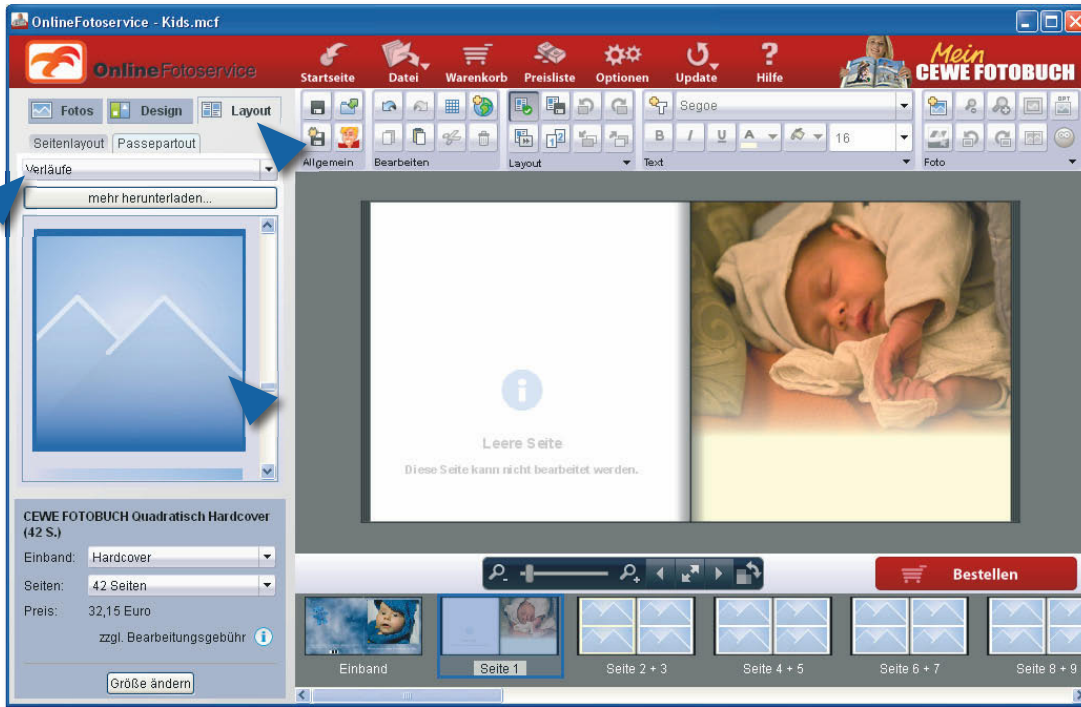 OnlineFotoservice - Kids.mcf
OnlineFotoservice
Startseite
Datei
Warenkorb
Preisliste
Optionen
Update
Hilfe
Mein
CEWE FOTOBUCH
Fotos
Design
Layout
Segoe
Seitenlayout
Passepartout
B
I
U
A
16
Allgemein
Bearbeiten
Layout
Text
Foto
Verläufe
mehr herunterladen...
Leere Seite
Diese Seite kann nicht bearbeitet werden.
CEWE FOTOBUCH Quadratisch Hardcover
(42 S.)
Einband: Hardcover
Seiten: 42 Seiten
Preis: 32,15 Euro
zzgl. Bearbeitungsgebühr
Größe ändern
Bestellen
Einband
Seite 1
Seite 2 + 3
Seite 4 + 5
Seite 6 + 7
Seite 8 + 9